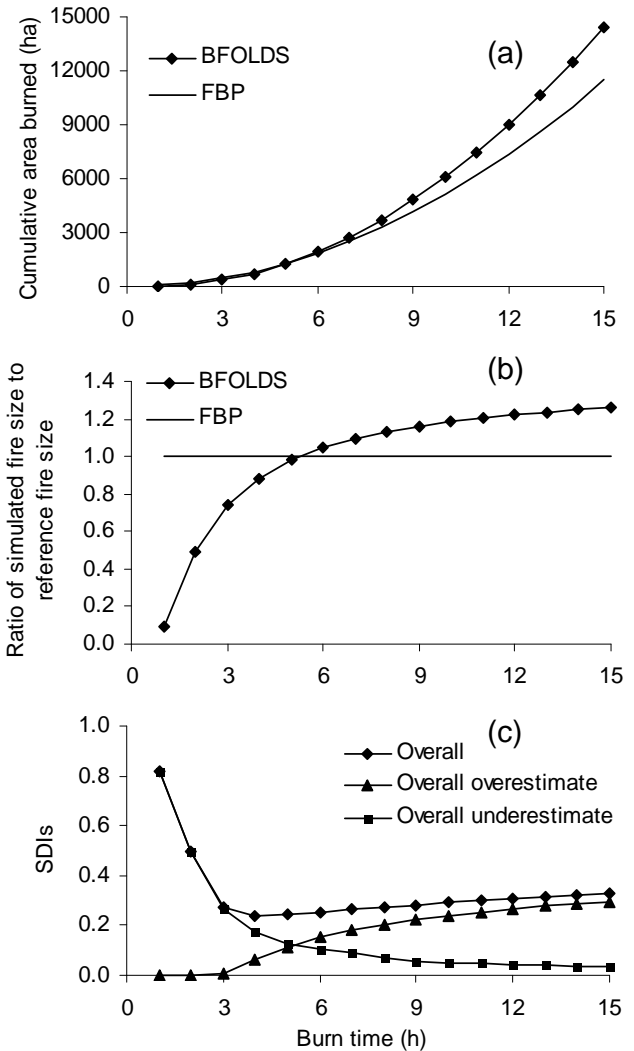 15000
12000
9000
6000
3000
0
Cumulative area burned (ha)
BFOLDS
FBP
(a)
0 3 6 9 12 15
1.4
1.2
1.0
0.8
0.6
0.4
0.2
0.0
Ratio of simulated fire size to
reference fire size
BFOLDS
FBP
(b)
0 3 6 9 12 15
1.0
0.8
0.6
0.4
0.2
0.0
SDIs
(c)
Overall
Overall overestimate
Overall underestimate
0 3 6 9 12 15
Burn time (h)